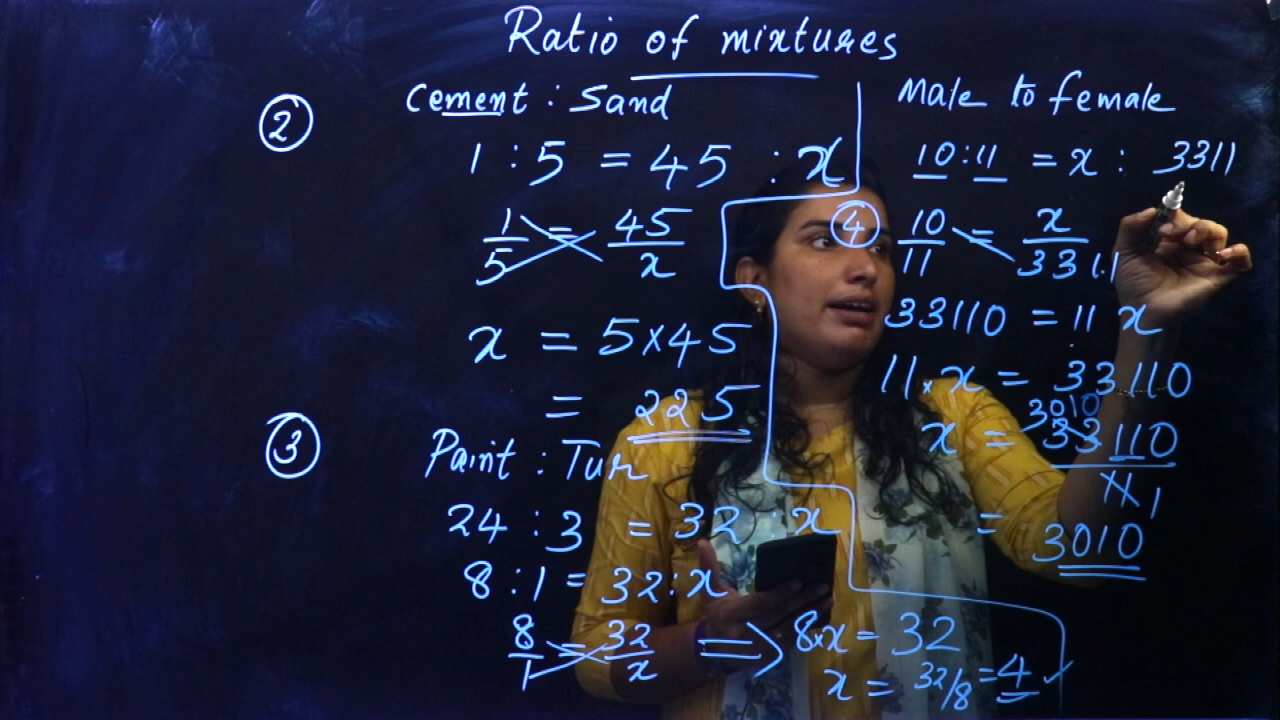 Ratio of mixtures
②
Cement : Sand
1 : 5 = 45 : x
1/5 = 45/x
x = 5×45
= 225
③
Paint : Tur
24 : 3 = 32 : x
8 : 1 = 32 : x
8/1 = 32/x ⟹ 8×x = 32
x = 32/8 = 4
Male to female
10 : 11 = x : 3311
④ 10/11 = x/3311
33110 = 11 x
11 × x = 33110
3010
x = 33110/11 1
= 3010